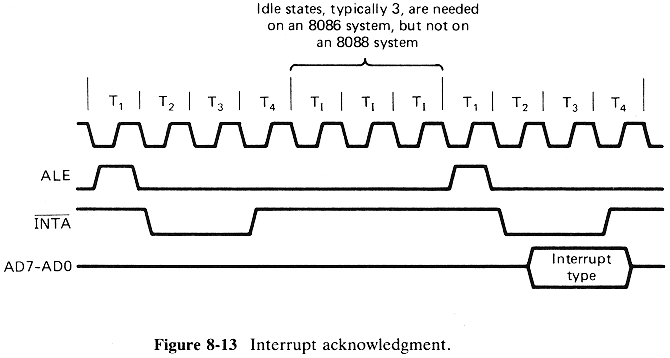 Idle states, typically 3, are needed
on an 8086 system, but not on
an 8088 system
T1 T2 T3 T4 TI TI TI T1 T2 T3 T4
ALE
INTA
AD7-AD0
Interrupt
type
Figure 8-13 Interrupt acknowledgment.